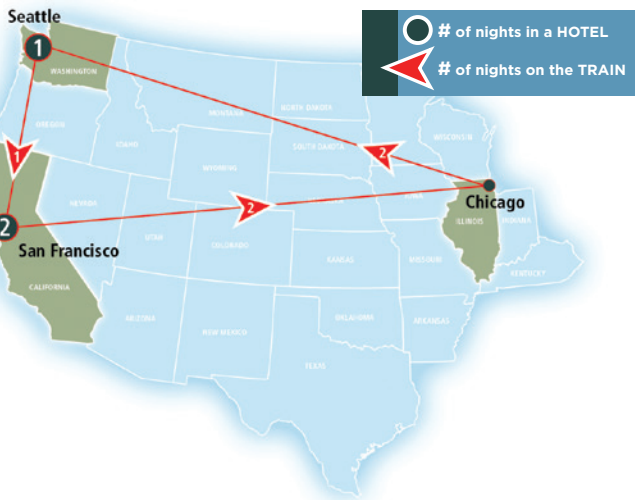 Seattle
1
WASHINGTON
# of nights in a HOTEL
# of nights on the TRAIN
MONTANA
NORTH DAKOTA
OREGON
IDAHO
WISCONSIN
SOUTH DAKOTA
2
1
WYOMING
2
NEVADA
IOWA
Chicago
ILLINOIS
INDIANA
2
San Francisco
UTAH
COLORADO
KANSAS
MISSOURI
KENTUCKY
CALIFORNIA
ARIZONA
NEW MEXICO
OKLAHOMA
ARKANSAS
TEXAS